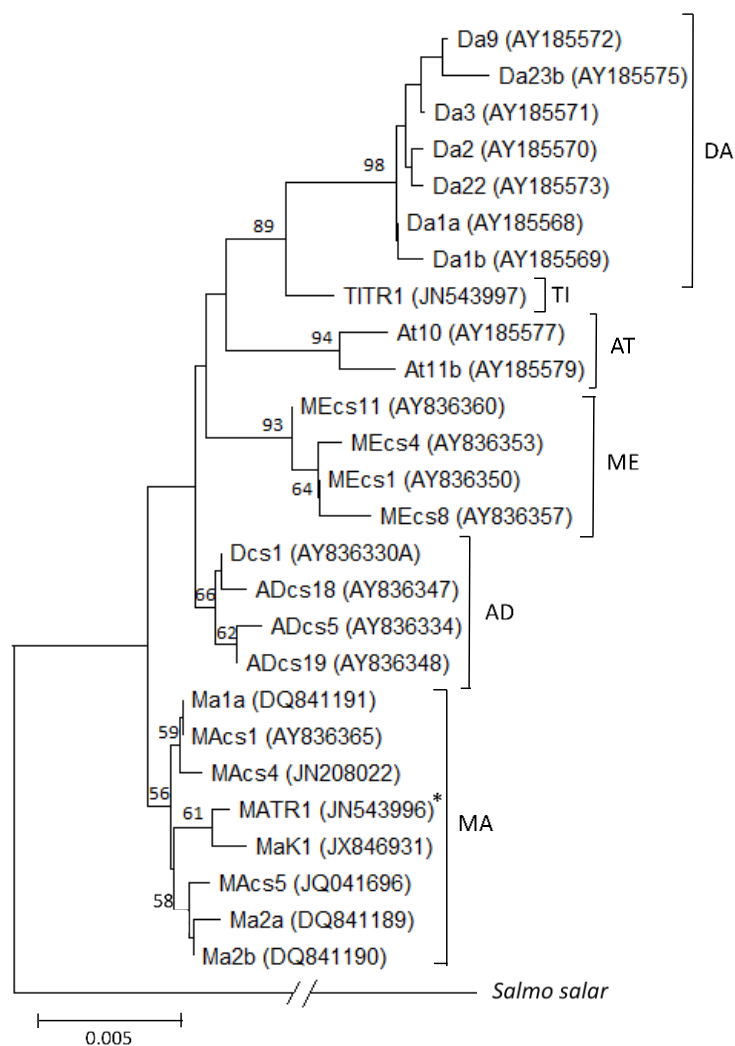 Da9 (AY185572)
Da23b (AY185575)
Da3 (AY185571)
Da2 (AY185570)
DA
98
Da22 (AY185573)
Da1a (AY185568)
89
Da1b (AY185569)
TITR1 (JN543997)
TI
At10 (AY185577)
94
AT
At11b (AY185579)
MEcs11 (AY836360)
93
MEcs4 (AY836353)
ME
MEcs1 (AY836350)
64
MEcs8 (AY836357)
Dcs1 (AY836330A)
66
ADcs18 (AY836347)
AD
62
ADcs5 (AY836334)
ADcs19 (AY836348)
Ma1a (DQ841191)
59
MAcs1 (AY836365)
MAcs4 (JN208022)
56
61
MATR1 (JN543996)*
MA
MaK1 (JX846931)
MAcs5 (JQ041696)
58
Ma2a (DQ841189)
Ma2b (DQ841190)
Salmo salar
0.005